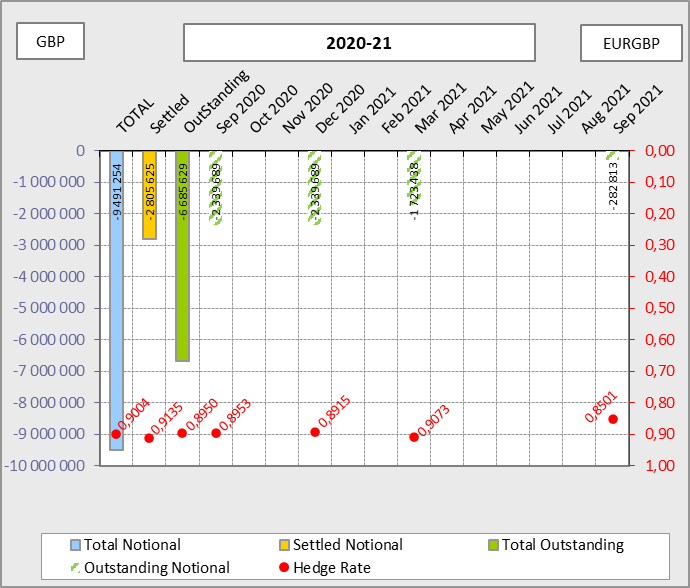 GBP
2020-21
EURGBP
TOTAL
Settled
OutStanding
Sep 2020
Oct 2020
Nov 2020
Dec 2020
Jan 2021
Feb 2021
Mar 2021
Apr 2021
May 2021
Jun 2021
Jul 2021
Aug 2021
Sep 2021
0
-1 000 000
-2 000 000
-3 000 000
-4 000 000
-5 000 000
-6 000 000
-7 000 000
-8 000 000
-9 000 000
-10 000 000
0,00
0,10
0,20
0,30
0,40
0,50
0,60
0,70
0,80
0,90
1,00
-9 491 254
-2 805 625
-6 685 629
-2 339 689
-2 339 689
-1 723 438
-282 813
0,9004
0,9135
0,8950
0,8953
0,8915
0,9073
0,8501
Total Notional
Settled Notional
Total Outstanding
Outstanding Notional
Hedge Rate